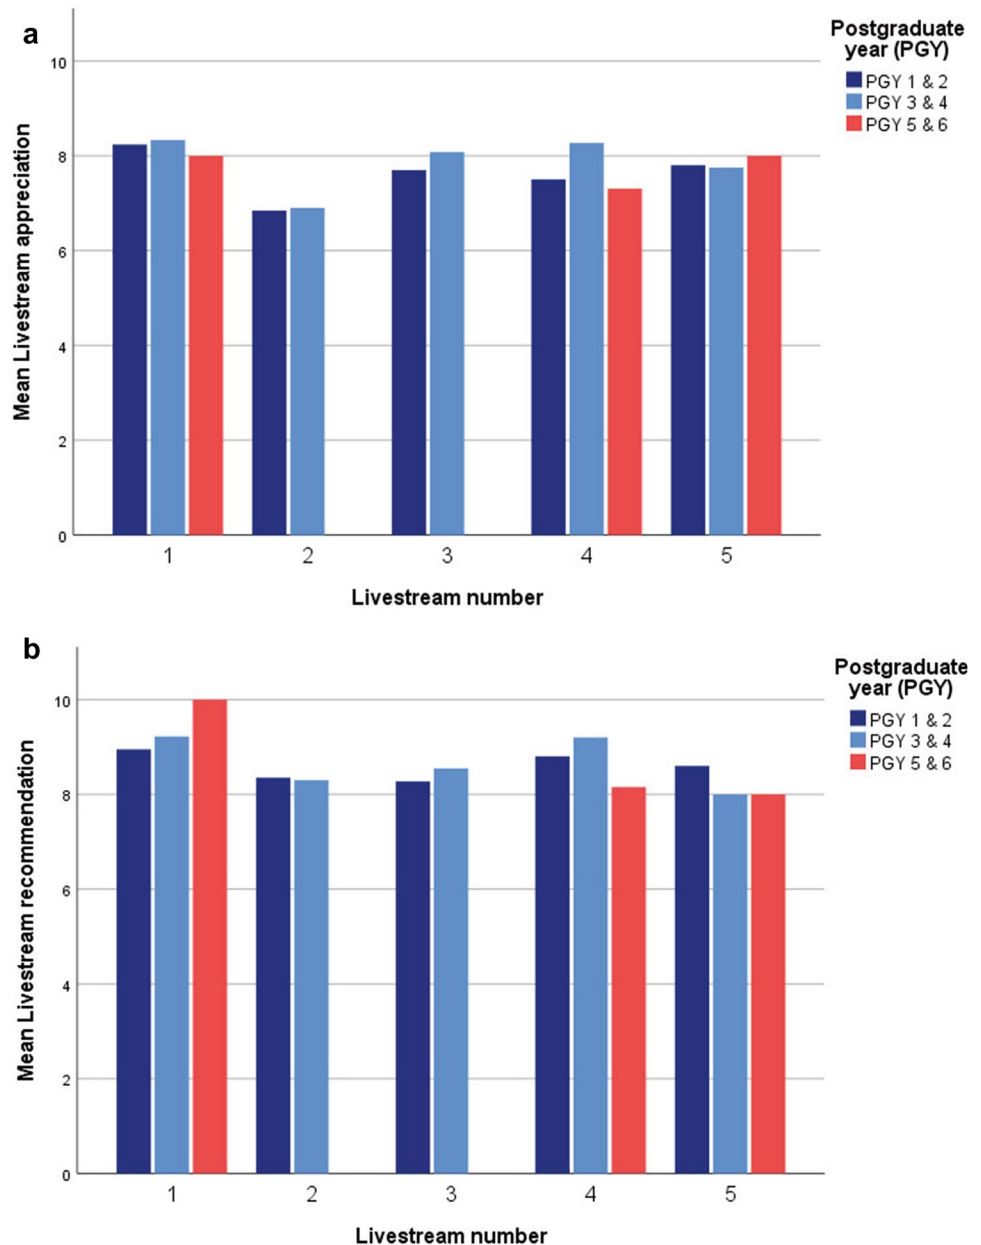 a
Postgraduate
year (PGY)
PGY 1 & 2
PGY 3 & 4
PGY 5 & 6
Mean Livestream appreciation
10
8
6
4
2
0
1 2 3 4 5
Livestream number
b
Postgraduate
year (PGY)
PGY 1 & 2
PGY 3 & 4
PGY 5 & 6
Mean Livestream recommendation
10
8
6
4
2
0
1 2 3 4 5
Livestream number